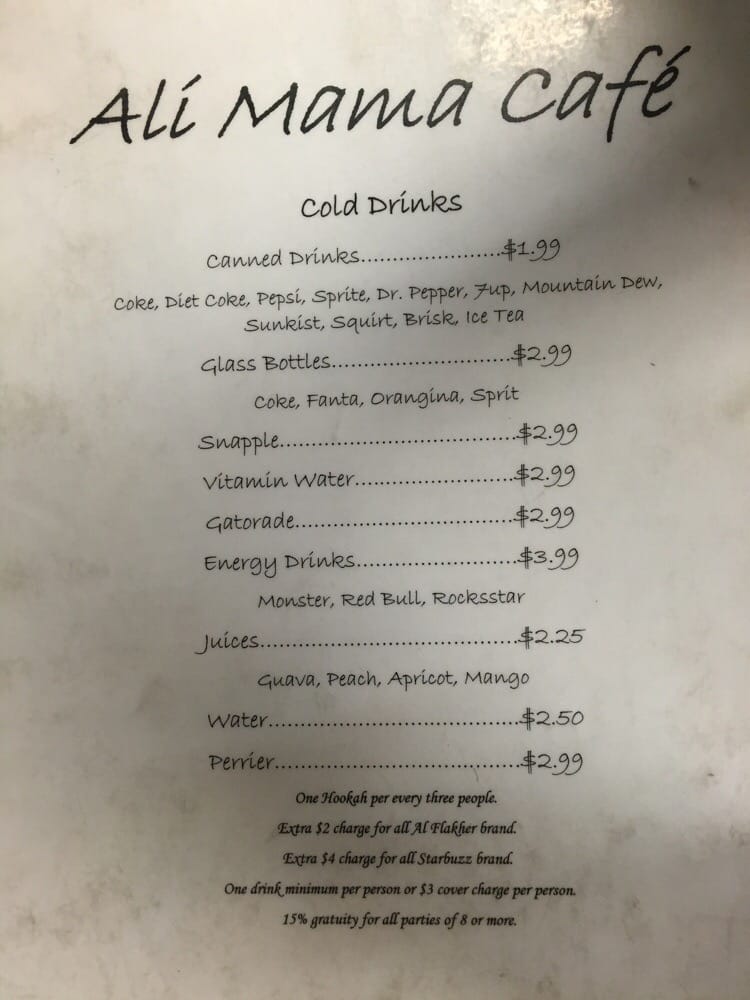 Ali Mama Café
Cold Drinks
Canned Drinks.......................$1.99
Coke, Diet Coke, Pepsi, Sprite, Dr. Pepper, 7up, Mountain Dew,
Sunkist, Squirt, Brisk, Ice Tea
Glass Bottles.............................$2.99
Coke, Fanta, Orangina, Sprit
Snapple......................................$2.99
Vitamin Water.........................$2.99
Gatorade...................................$2.99
Energy Drinks..........................$3.99
Monster, Red Bull, Rocksstar
Juices..........................................$2.25
Guava, Peach, Apricot, Mango
Water.........................................$2.50
Perrier........................................$2.99
One Hookah per every three people.
Extra $2 charge for all Al Flakher brand.
Extra $4 charge for all Starbuzz brand.
One drink minimum per person or $3 cover charge per person.
15% gratuity for all parties of 8 or more.